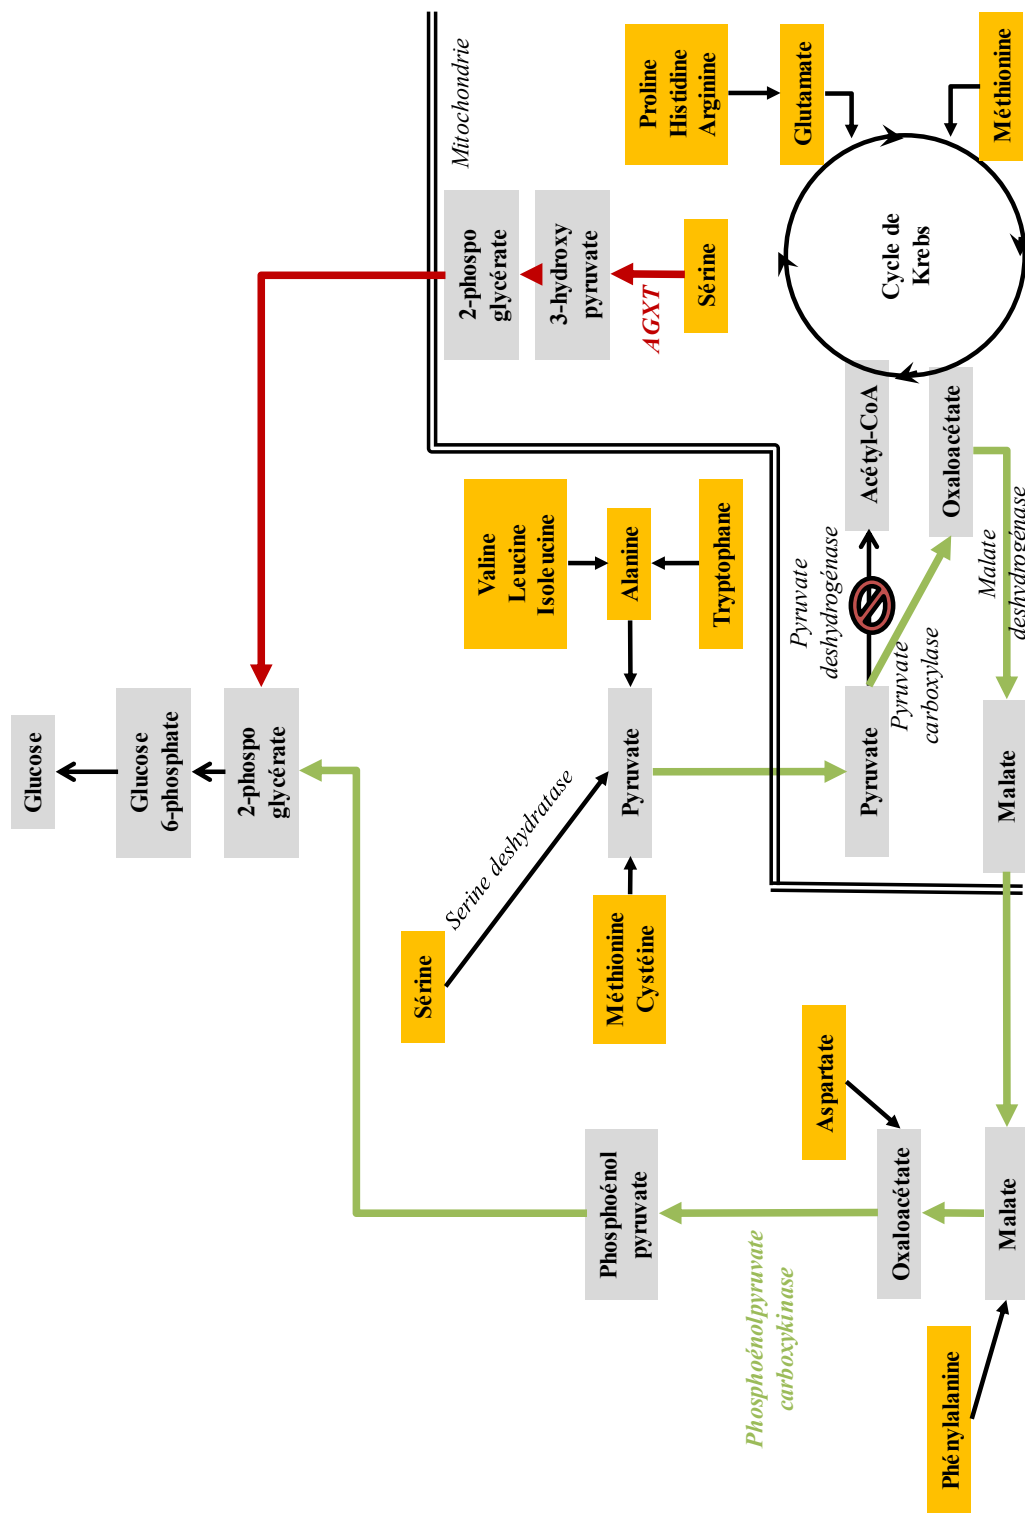 Glucose
Glucose
6-phosphate
2-phospo
glycérate
Mitochondrie
2-phospo
glycérate
3-hydroxy
pyruvate
AGXT
Sérine
Proline
Histidine
Arginine
Glutamate
Méthionine
Cycle de
Krebs
Valine
Leucine
Isoleucine
Alanine
Tryptophane
Sérine
Serine deshydratase
Méthionine
Cystéine
Pyruvate
Pyruvate
Pyruvate
deshydrogénase
Pyruvate
carboxylase
Acétyl-CoA
Oxaloacétate
Malate
deshydrogénase
Malate
Phosphoénol
pyruvate
Phosphoénolpyruvate
carboxykinase
Aspartate
Oxaloacétate
Malate
Phénylalanine